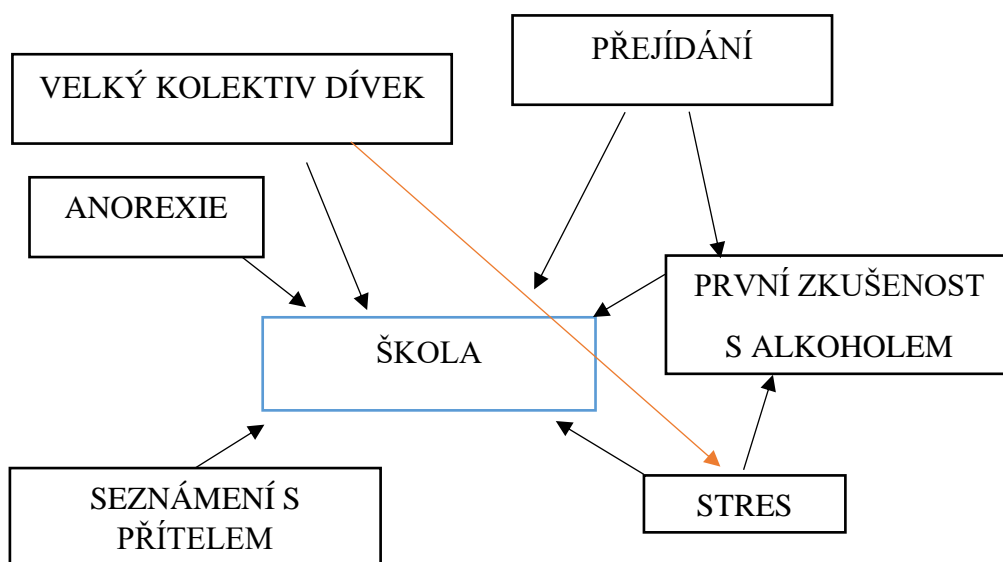 PŘEJÍDÁNÍ
VELKÝ KOLEKTIV DÍVEK
ANOREXIE
PRVNÍ ZKUŠENOST
S ALKOHOLEM
ŠKOLA
SEZNÁMENÍ S
PŘÍTELEM
STRES